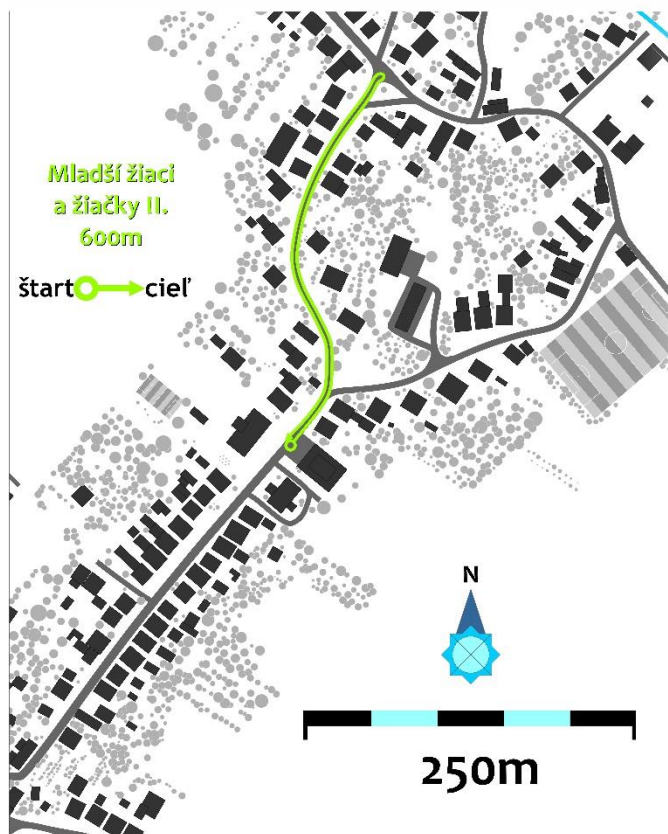 Mladší žiaci
a žiačky II.
600m
štart cieľ
N
250m